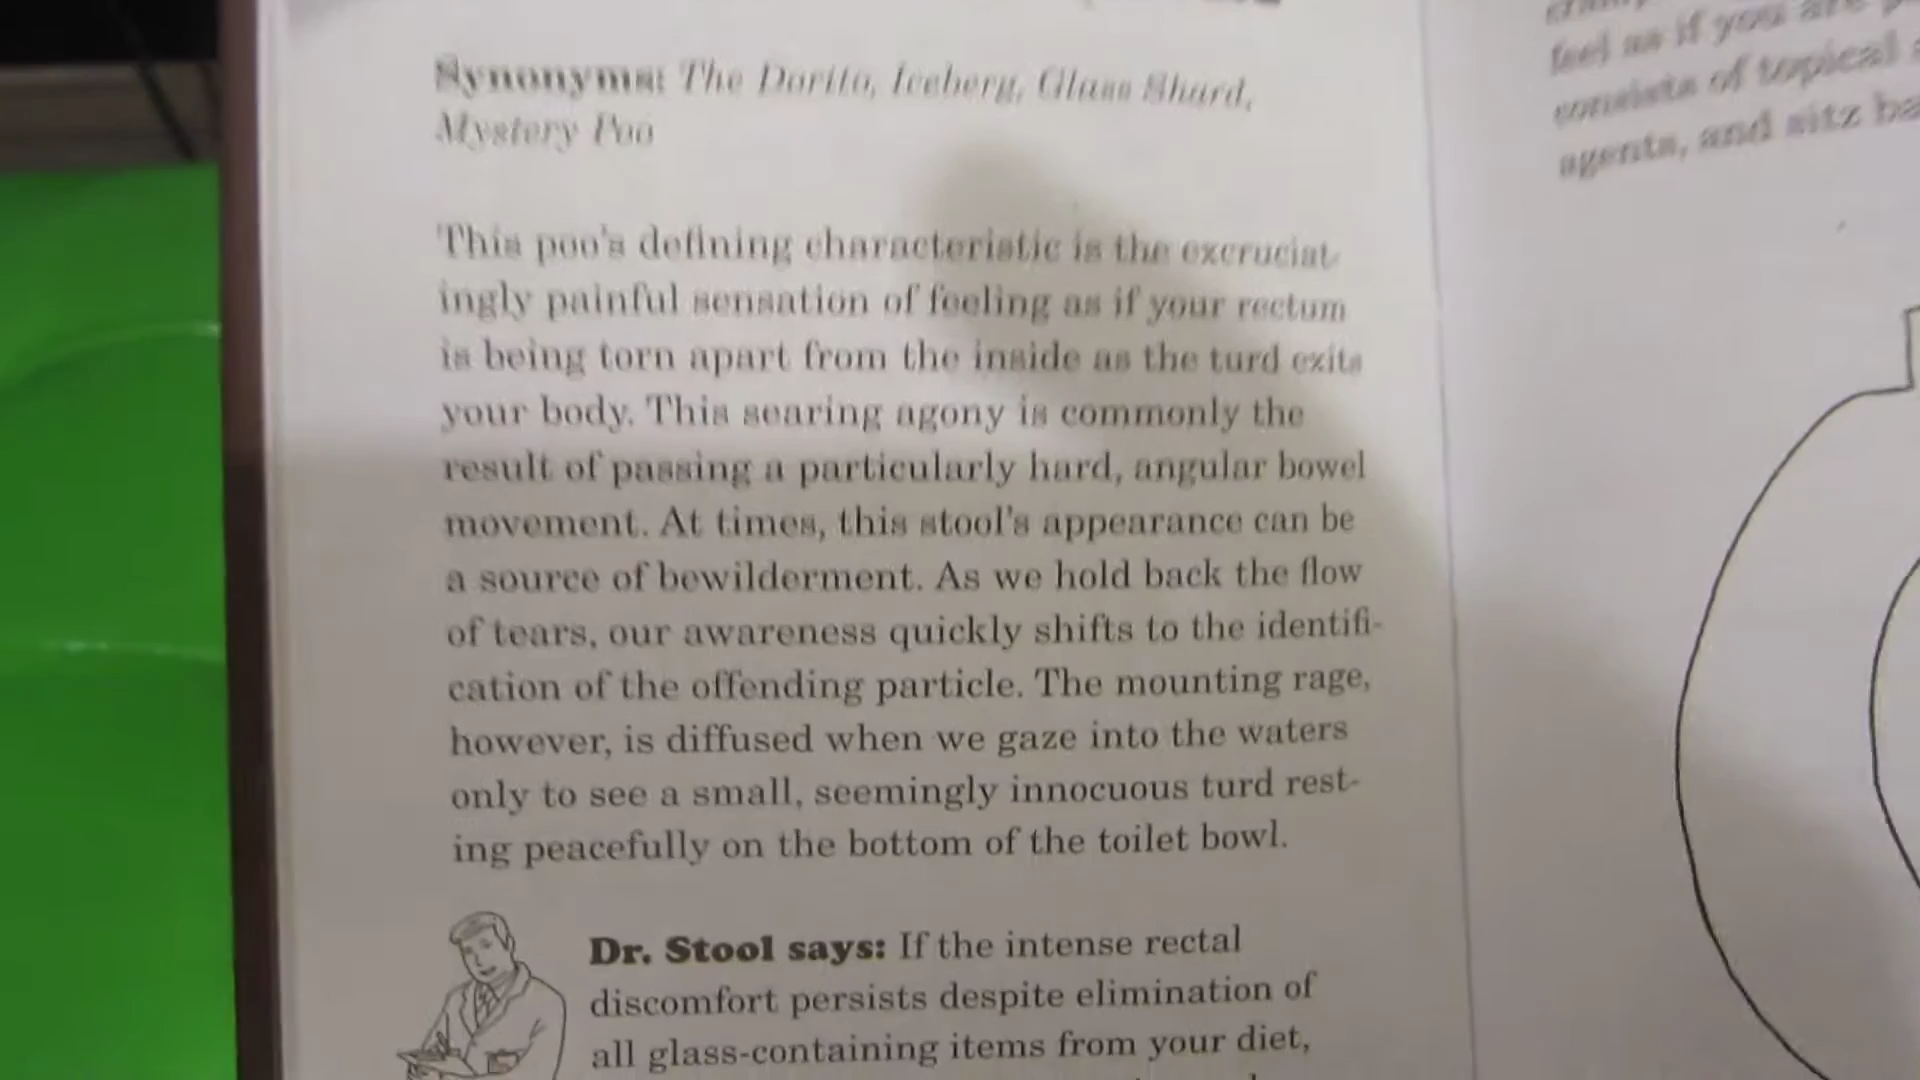 Synonyms: The Dorito, Iceberg, Glass Shard,
Mystery Poo
This poo's defining characteristic is the excruciat-
ingly painful sensation of feeling as if your rectum
is being torn apart from the inside as the turd exits
your body. This searing agony is commonly the
result of passing a particularly hard, angular bowel
movement. At times, this stool's appearance can be
a source of bewilderment. As we hold back the flow
of tears, our awareness quickly shifts to the identifi-
cation of the offending particle. The mounting rage,
however, is diffused when we gaze into the waters
only to see a small, seemingly innocuous turd rest-
ing peacefully on the bottom of the toilet bowl.
Dr. Stool says: If the intense rectal
discomfort persists despite elimination of
all glass-containing items from your diet,
feel as if you are
consists of topical
agents, and sitz